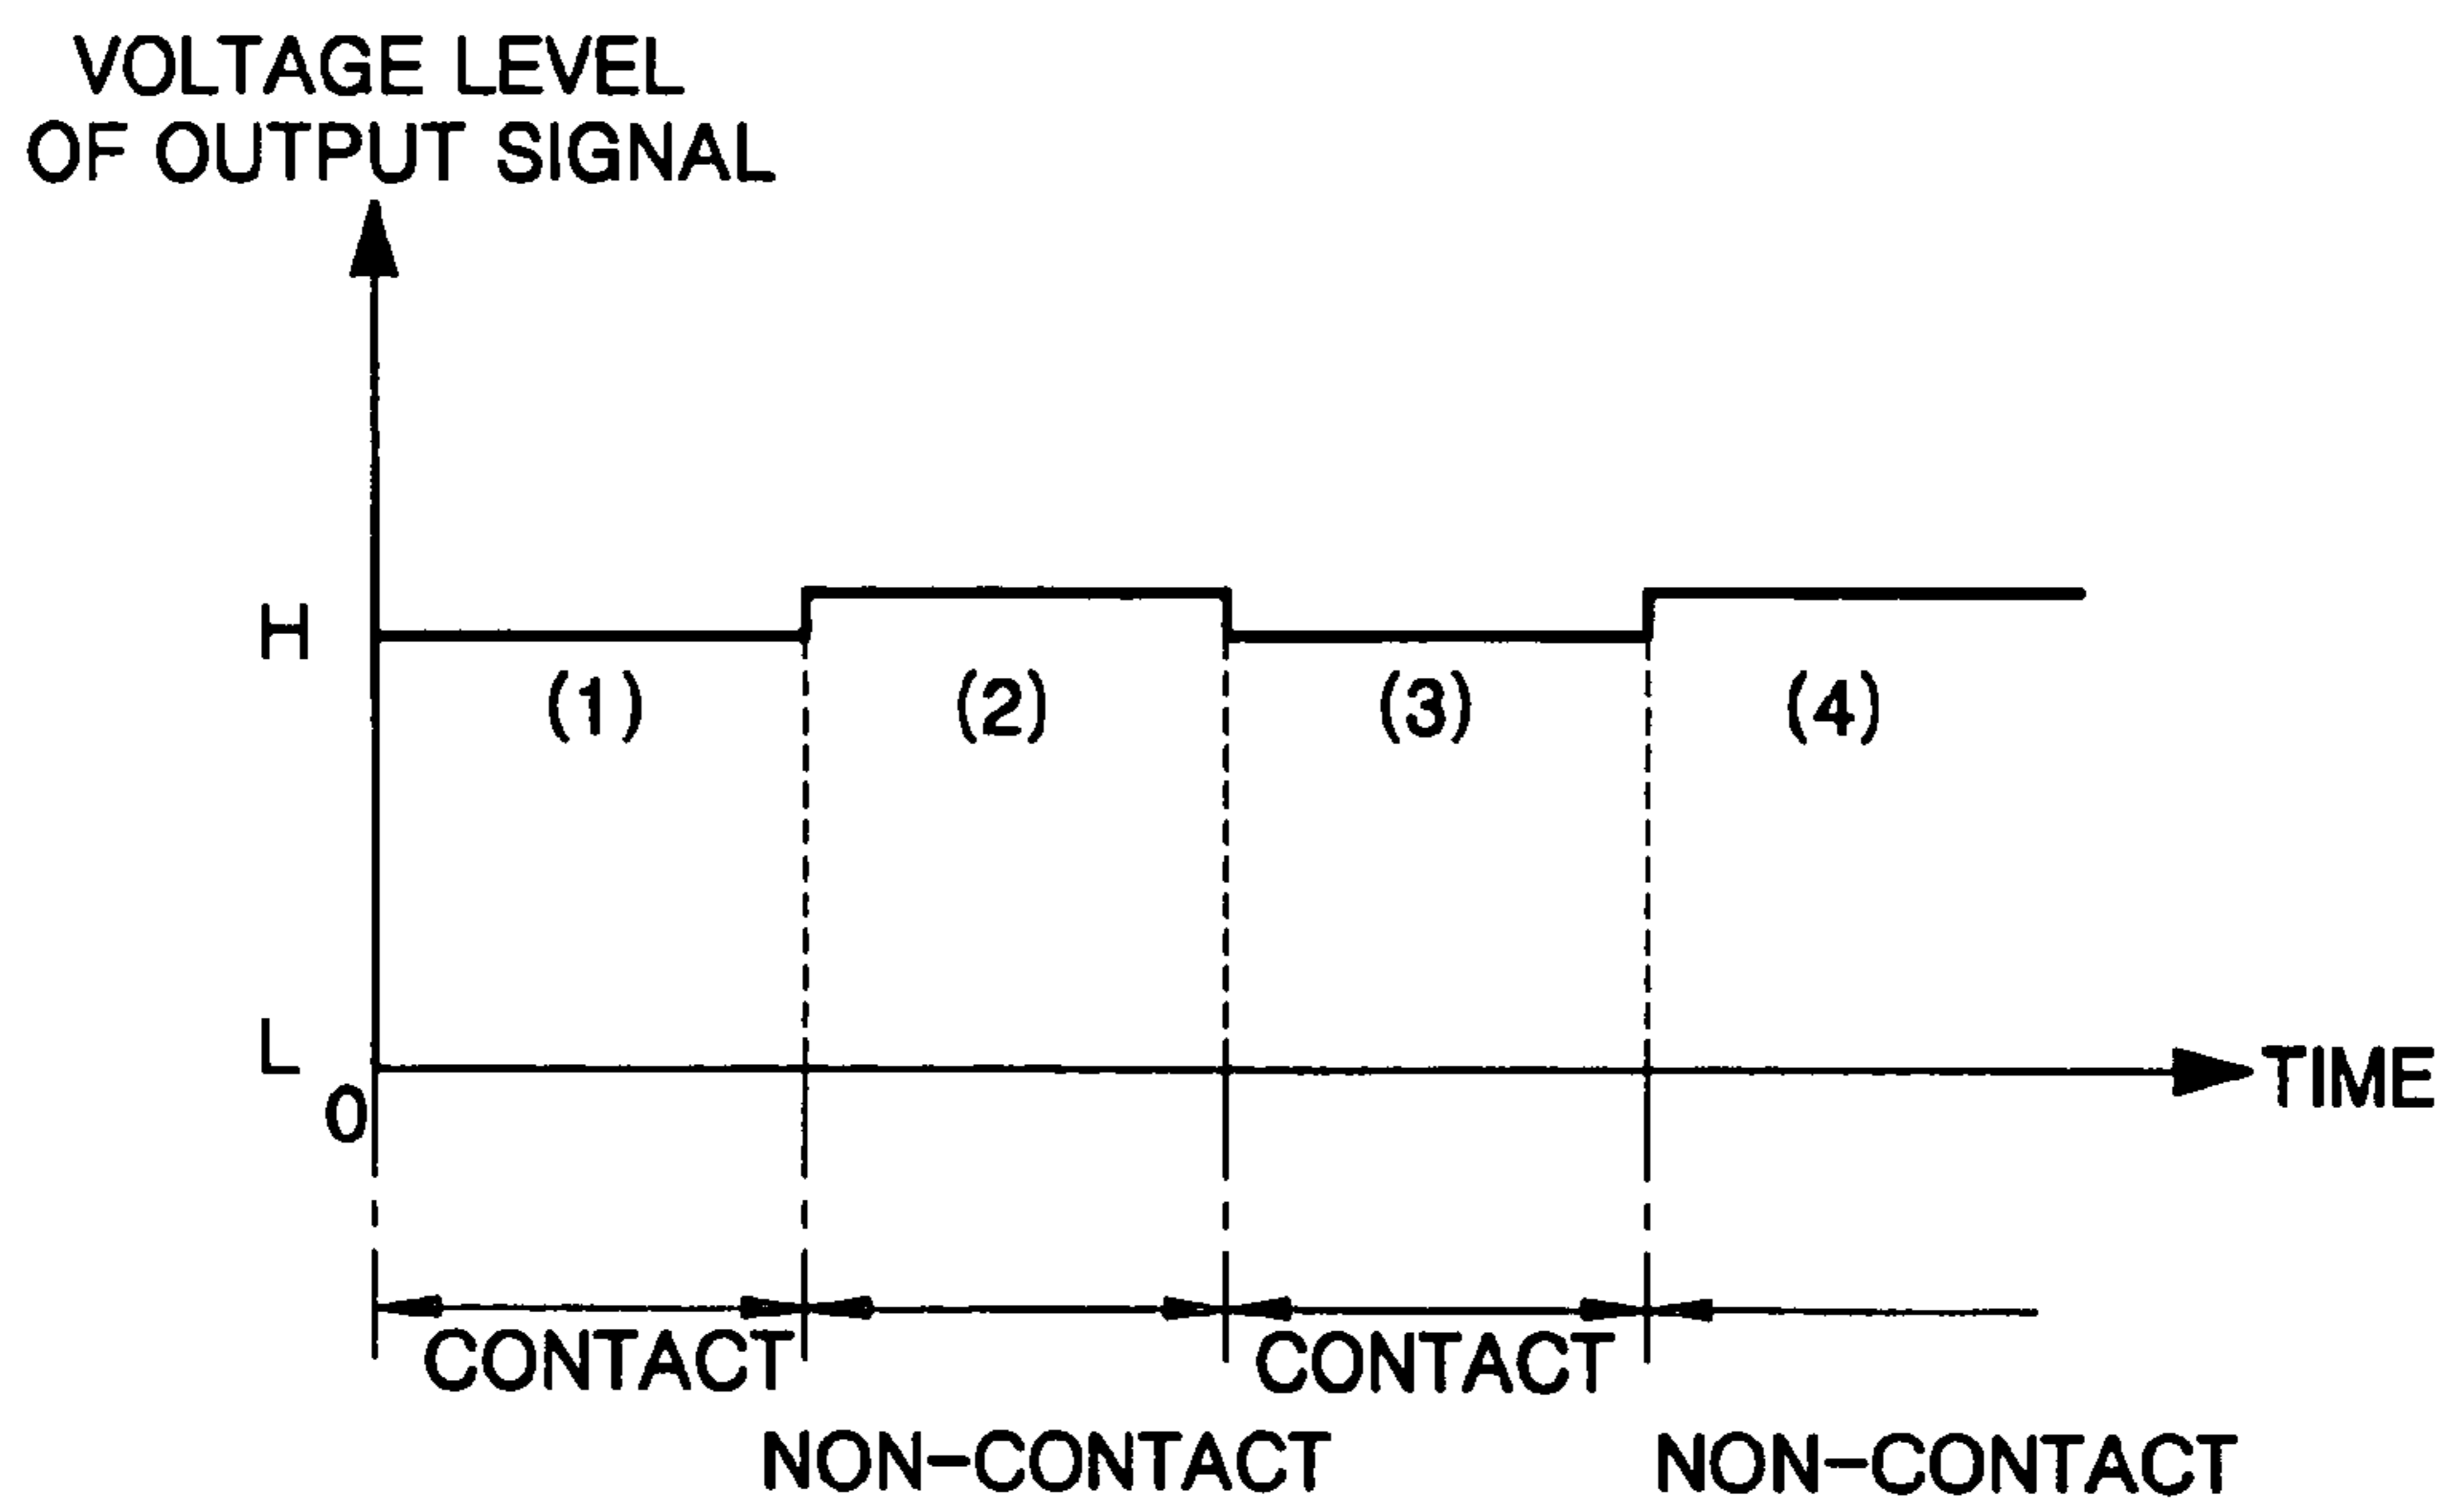 VOLTAGE LEVEL
OF OUTPUT SIGNAL
H
(1) (2) (3) (4)
L
0
TIME
CONTACT CONTACT
NON-CONTACT NON-CONTACT